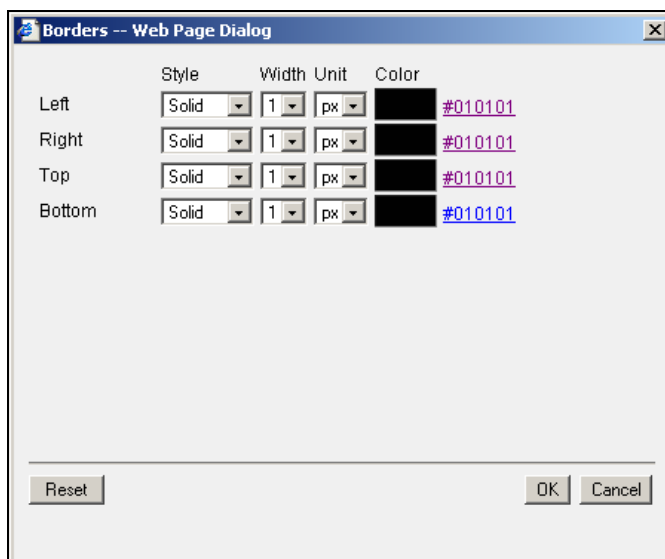 Borders -- Web Page Dialog
Style Width Unit Color
Left Solid 1 px #010101
Right Solid 1 px #010101
Top Solid 1 px #010101
Bottom Solid 1 px #010101
Reset OK Cancel